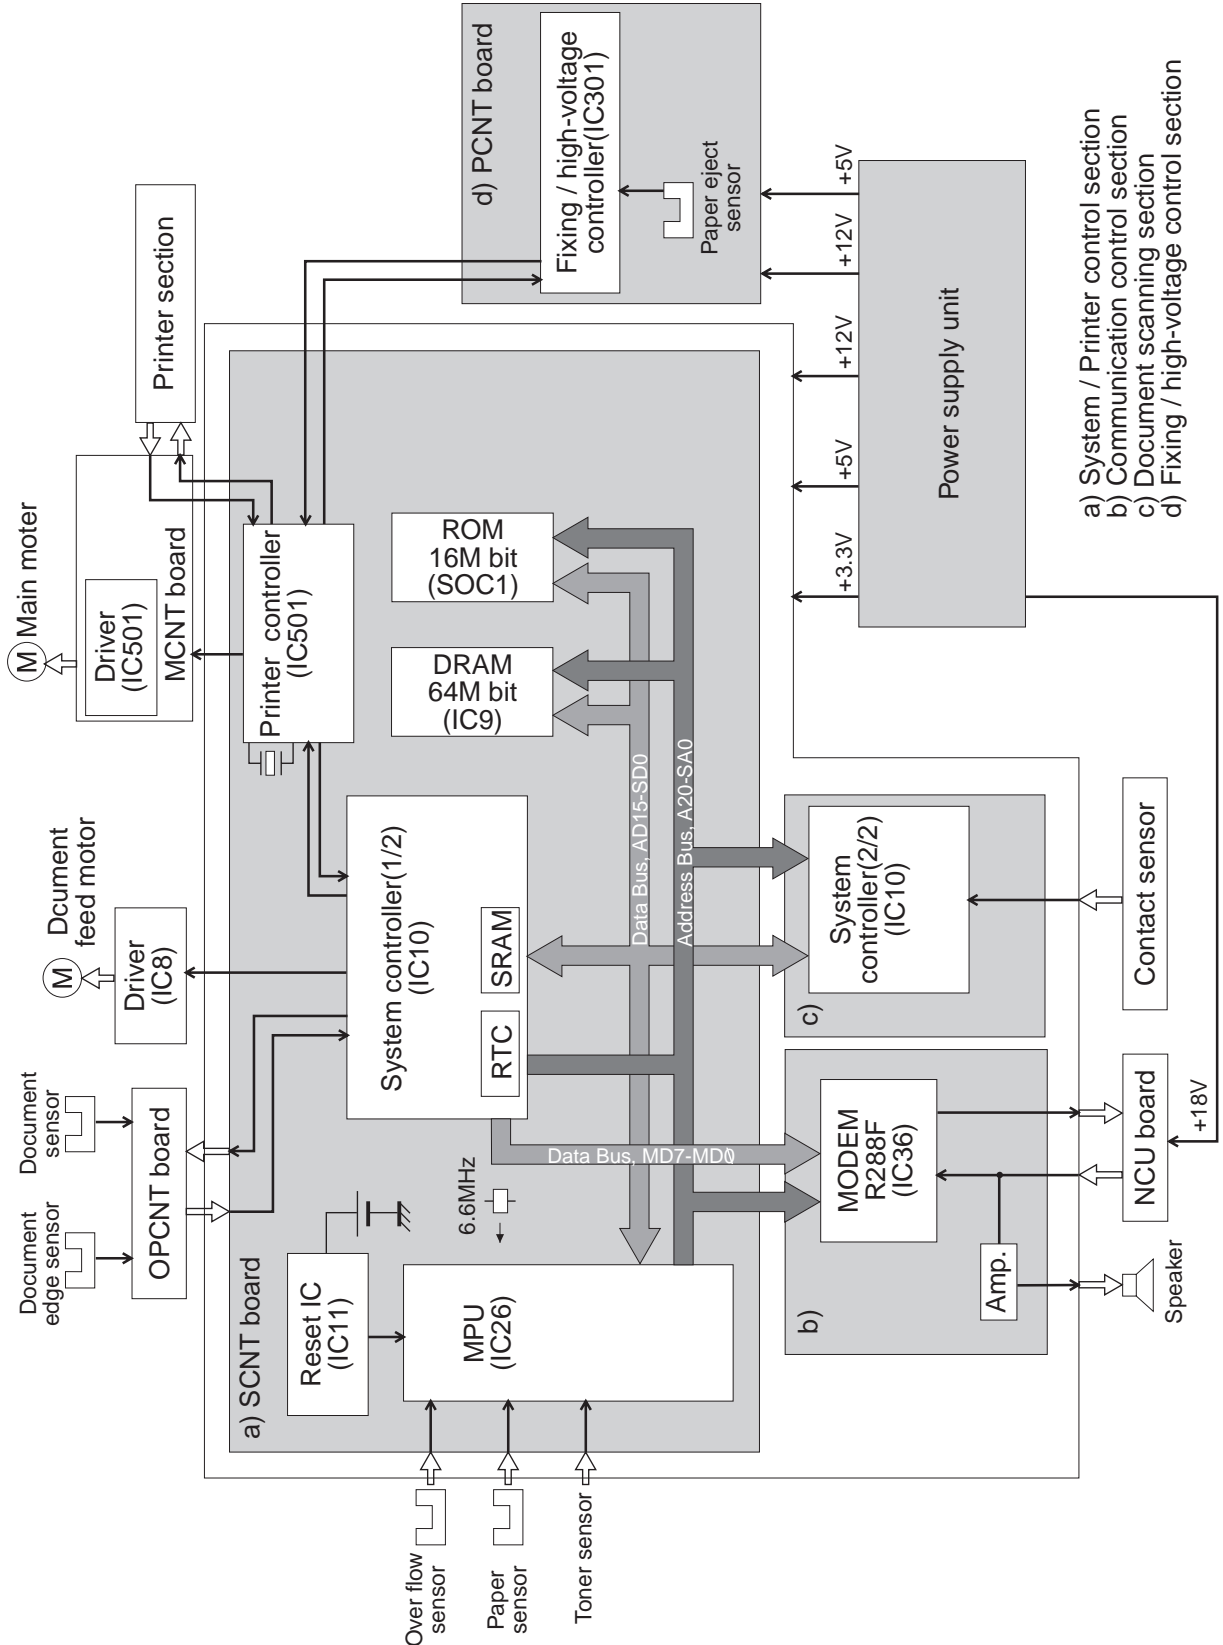 Document
edge sensor
Document
sensor
OPCNT board
Dcument
feed motor
M
Driver
(IC8)
M
Main moter
Driver
(IC501)
MCNT board
Printer section
a) SCNT board
Reset IC
(IC11)
6.6MHz
System controller(1/2)
(IC10)
RTC
SRAM
Printer controller
(IC501)
DRAM
64M bit
(IC9)
ROM
16M bit
(SOC1)
d) PCNT board
Fixing / high-voltage
controller(IC301)
Paper eject
sensor
Over flow
sensor
Paper
sensor
Toner sensor
MPU
(IC26)
Data Bus, MD7-MD0
Data Bus, AD15-SD0
Address Bus, A20-SA0
b)
Amp.
MODEM
R288F
(IC36)
c)
System
controller(2/2)
(IC10)
+3.3V
+5V
+12V
+12V
+5V
Power supply unit
Speaker
NCU board
+18V
Contact sensor
a) System / Printer control section
b) Communication control section
c) Document scanning section
d) Fixing / high-voltage control section